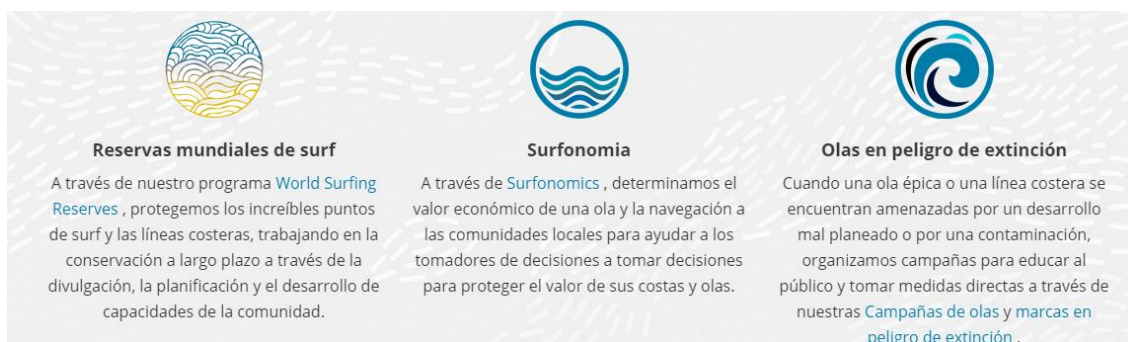 Reservas mundiales de surf
A través de nuestro programa World Surfing
Reserves , protegemos los increíbles puntos
de surf y las líneas costeras, trabajando en la
conservación a largo plazo a través de la
divulgación, la planificación y el desarrollo de
capacidades de la comunidad.
Surfonomia
A través de Surfonomics , determinamos el
valor económico de una ola y la navegación a
las comunidades locales para ayudar a los
tomadores de decisiones a tomar decisiones
para proteger el valor de sus costas y olas.
Olas en peligro de extinción
Cuando una ola épica o una línea costera se
encuentran amenazadas por un desarrollo
mal planeado o por una contaminación,
organizamos campañas para educar al
público y tomar medidas directas a través de
nuestras Campañas de olas y marcas en
peligro de extinción .